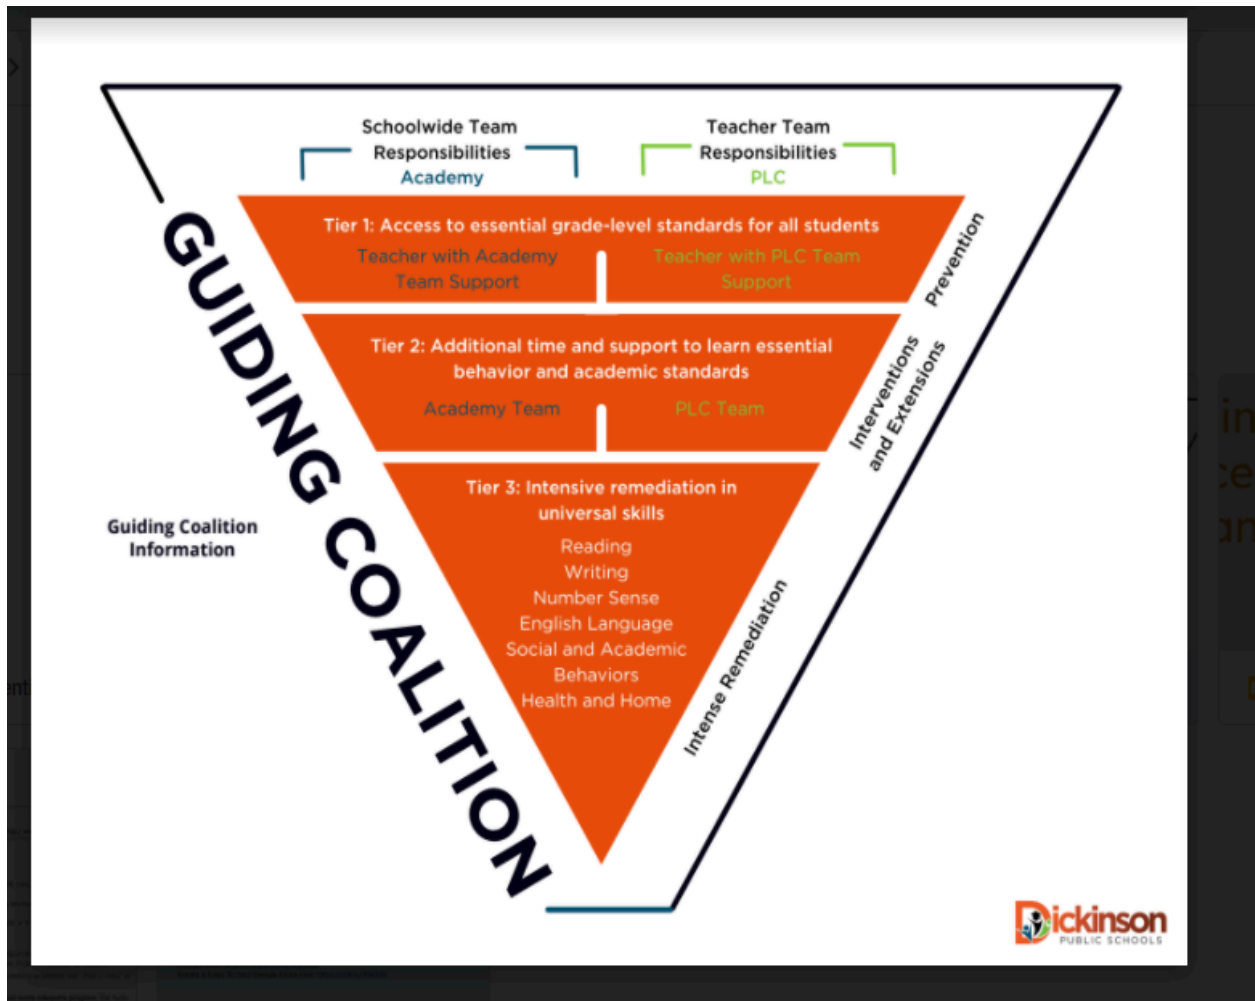 Schoolwide Team
Responsibilities
Academy
Teacher Team
Responsibilities
PLC
Tier 1: Access to essential grade-level standards for all students
Teacher with Academy
Team Support
Teacher with PLC Team
Support
Prevention
Tier 2: Additional time and support to learn essential
behavior and academic standards
Academy Team
PLC Team
Interventions
and Extensions
Tier 3: Intensive remediation in
universal skills
Reading
Writing
Number Sense
English Language
Social and Academic
Behaviors
Health and Home
Intense Remediation
GUIDING COALITION
Guiding Coalition
Information
Dickinson
PUBLIC SCHOOLS